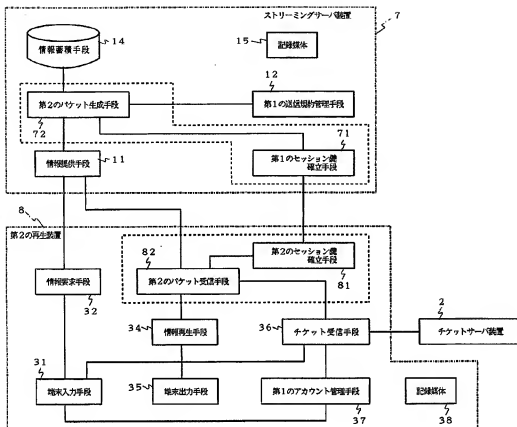 ストリーミングサーバ装置
7
情報蓄積手段
14
15
記録媒体
12
第2のパケット生成手段
第1の送信規約管理手段
72
71
情報提供手段
11
第1のセッション鍵
確立手段
8
第2の再生装置
82
第2のセッション鍵
確立手段
第2のパケット受信手段
81
情報要求手段
32
2
34
情報再生手段
36
チケット受信手段
チケットサーバ装置
31
端末入力手段
35
端末出力手段
第1のアカウント管理手段
37
記録媒体
38